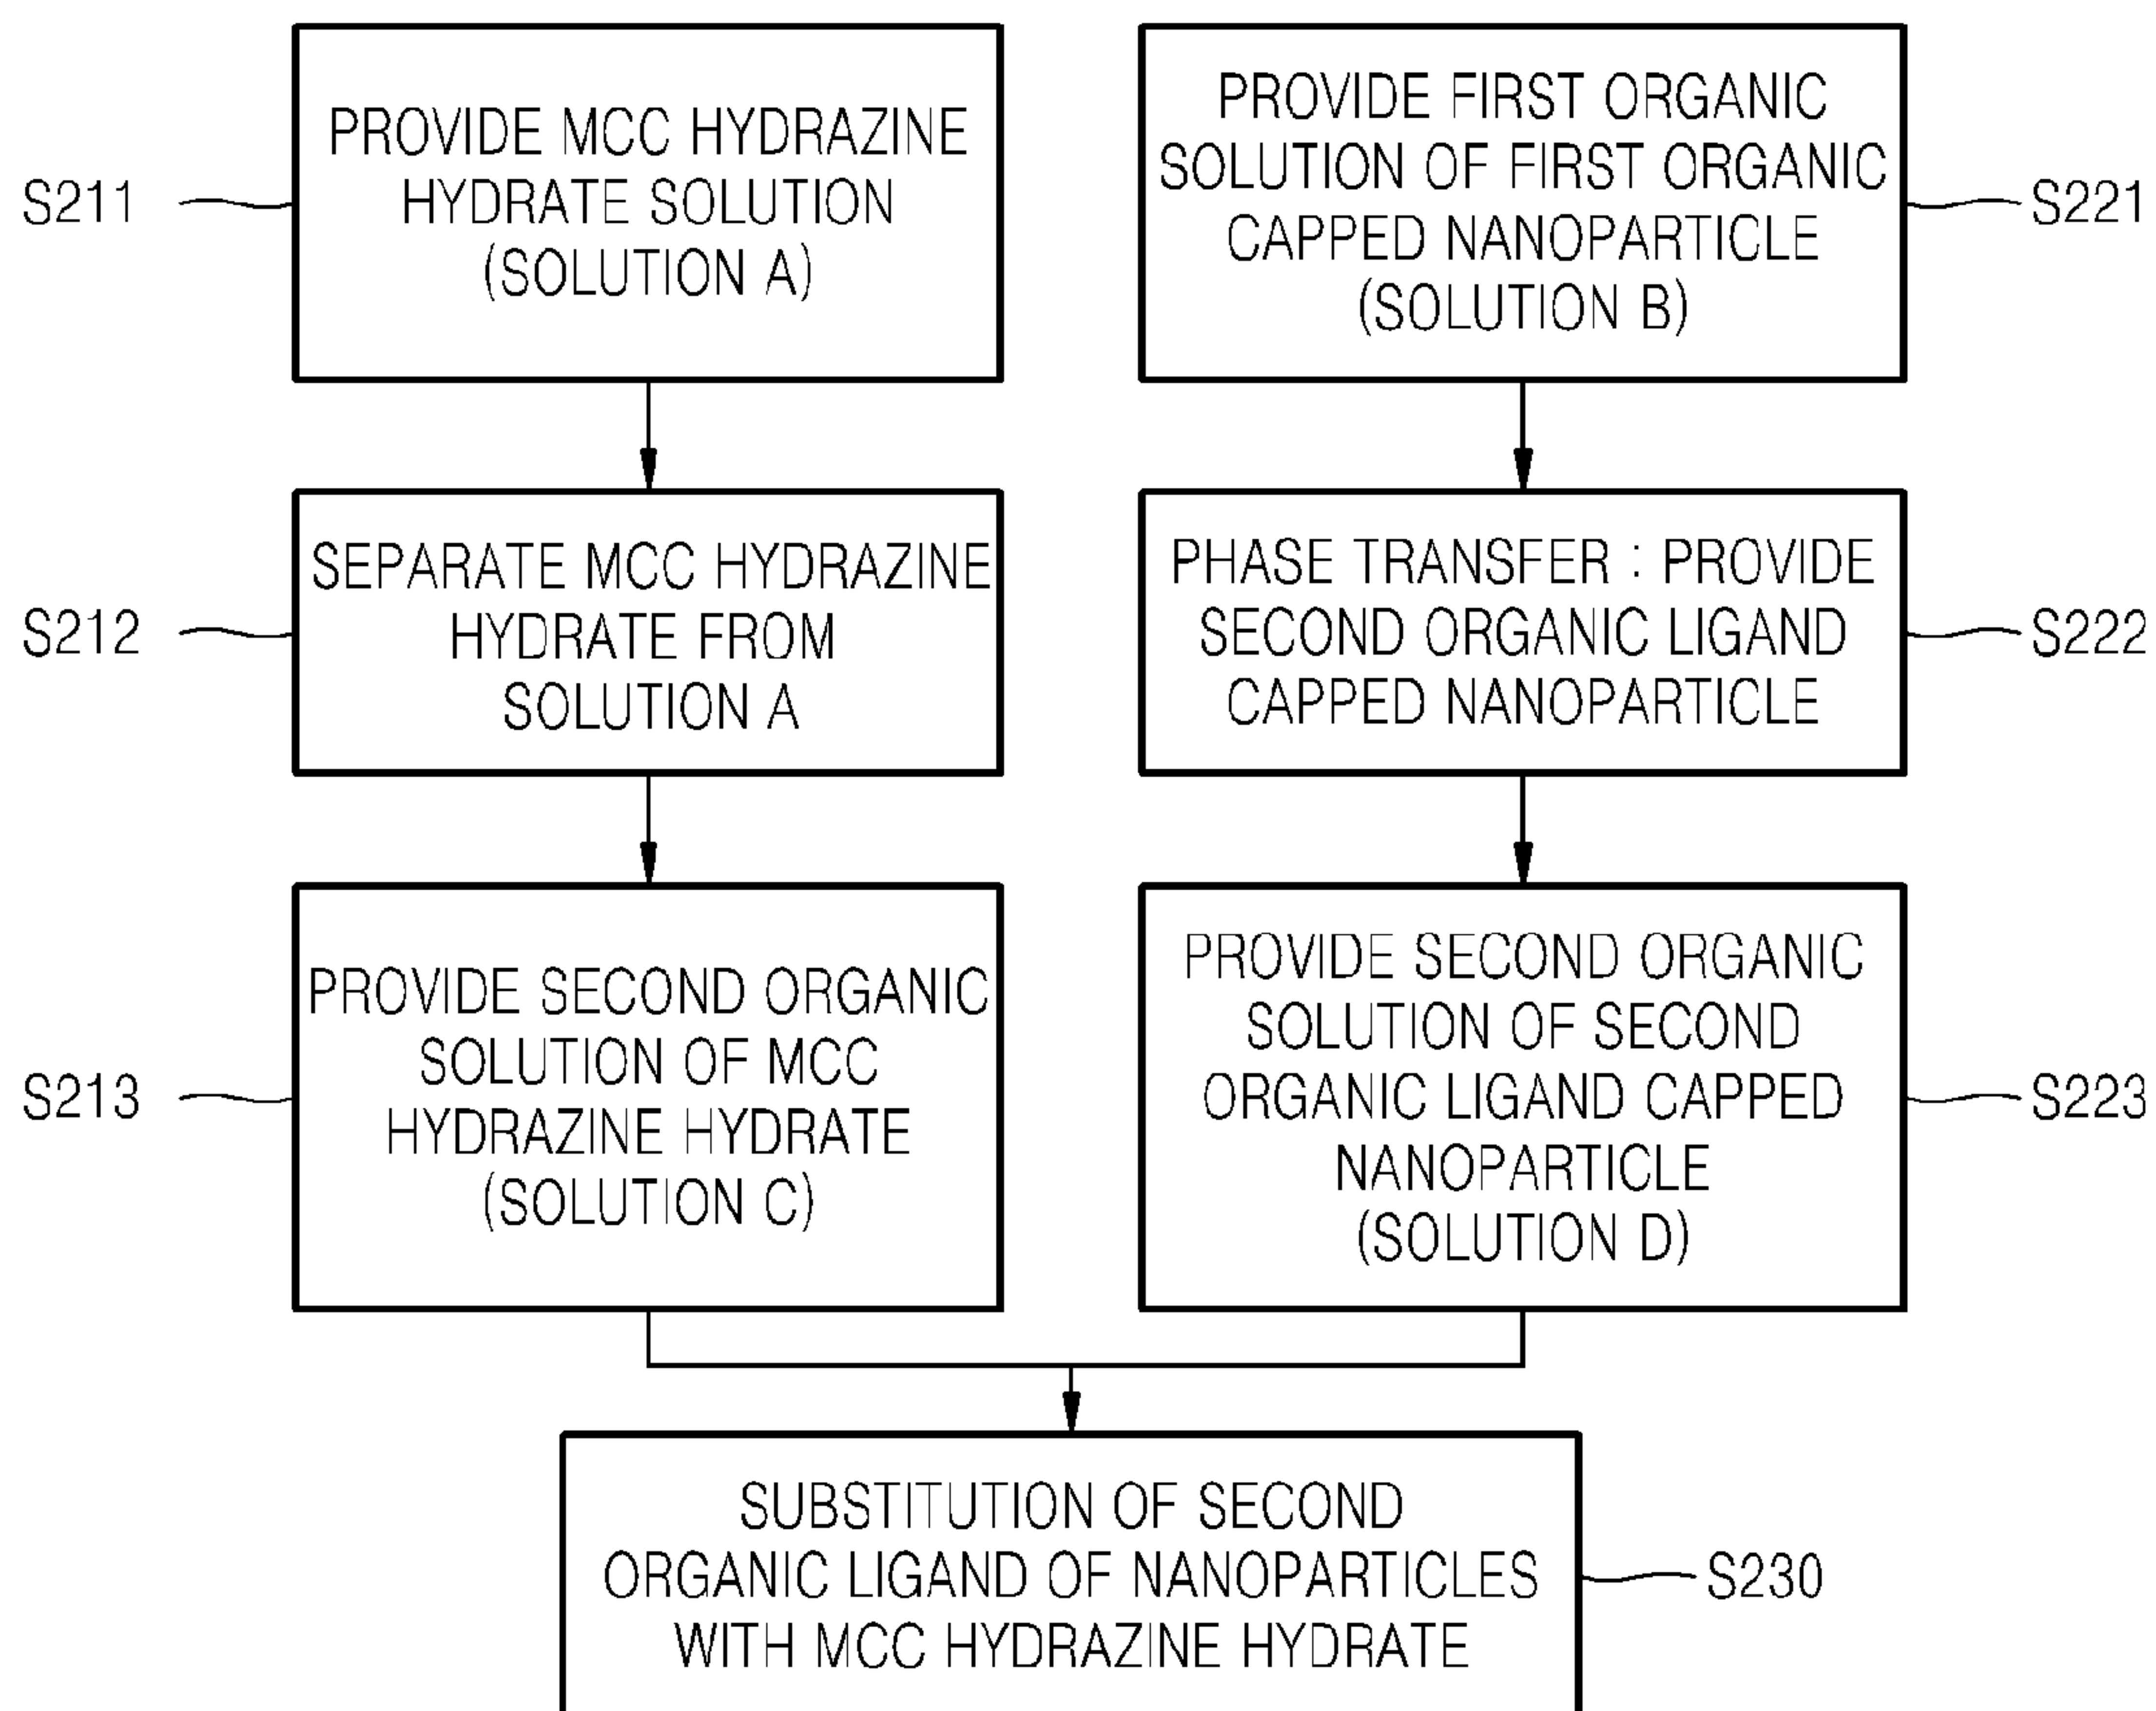 S211
PROVIDE MCC HYDRAZINE
HYDRATE SOLUTION
(SOLUTION A)
PROVIDE FIRST ORGANIC
SOLUTION OF FIRST ORGANIC
CAPPED NANOPARTICLE
(SOLUTION B)
S221
S212
SEPARATE MCC HYDRAZINE
HYDRATE FROM
SOLUTION A
PHASE TRANSFER : PROVIDE
SECOND ORGANIC LIGAND
CAPPED NANOPARTICLE
S222
S213
PROVIDE SECOND ORGANIC
SOLUTION OF MCC
HYDRAZINE HYDRATE
(SOLUTION C)
PROVIDE SECOND ORGANIC
SOLUTION OF SECOND
ORGANIC LIGAND CAPPED
NANOPARTICLE
(SOLUTION D)
S223
SUBSTITUTION OF SECOND
ORGANIC LIGAND OF NANOPARTICLES
WITH MCC HYDRAZINE HYDRATE
S230